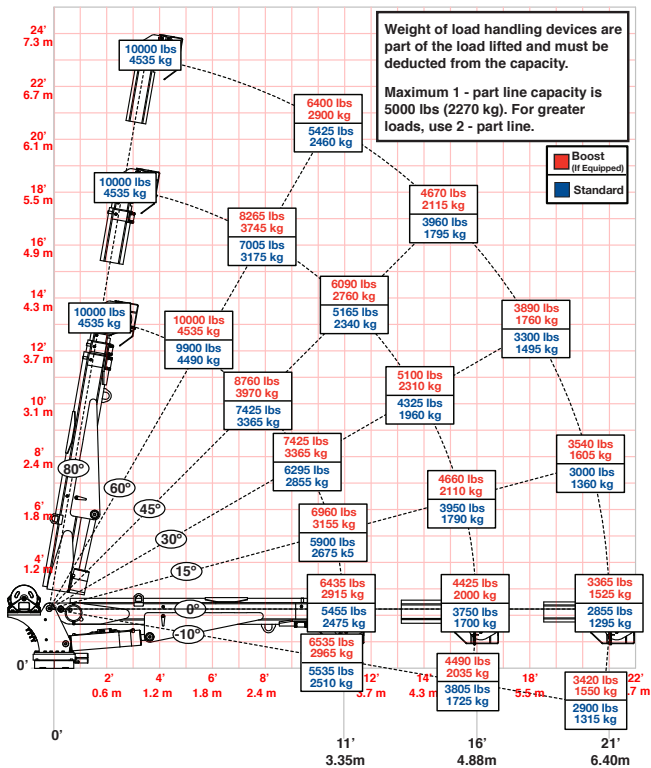 Weight of load handling devices are
part of the load lifted and must be
deducted from the capacity.
Maximum 1 - part line capacity is
5000 lbs (2270 kg). For greater
loads, use 2 - part line.
Boost
(If Equipped)
Standard
24'
7.3 m
22'
6.7 m
20'
6.1 m
18'
5.5 m
16'
4.9 m
14'
4.3 m
12'
3.7 m
10'
3.1 m
8'
2.4 m
6'
1.8 m
4'
1.2 m
0'
10000 lbs
4535 kg
6400 lbs
2900 kg
5425 lbs
2460 kg
10000 lbs
4535 kg
8265 lbs
3745 kg
7005 lbs
3175 kg
4670 lbs
2115 kg
3960 lbs
1795 kg
10000 lbs
4535 kg
10000 lbs
4535 kg
9900 lbs
4490 kg
6090 lbs
2760 kg
5165 lbs
2340 kg
3890 lbs
1760 kg
3300 lbs
1495 kg
8760 lbs
3970 kg
7425 lbs
3365 kg
5100 lbs
2310 kg
4325 lbs
1960 kg
7425 lbs
3365 kg
6295 lbs
2855 kg
3540 lbs
1605 kg
3000 lbs
1360 kg
6960 lbs
3155 kg
5900 lbs
2675 k5
4660 lbs
2110 kg
3950 lbs
1790 kg
6435 lbs
2915 kg
5455 lbs
2475 kg
4425 lbs
2000 kg
3750 lbs
1700 kg
3365 lbs
1525 kg
2855 lbs
1295 kg
6535 lbs
2965 kg
5535 lbs
2510 kg
4490 lbs
2035 kg
3805 lbs
1725 kg
3420 lbs
1550 kg
2900 lbs
1315 kg
80°
60°
45°
30°
15°
0°
-10°
2'
0.6 m
4'
1.2 m
6'
1.8 m
8'
2.4 m
12'
3.7 m
14'
4.3 m
18'
5.5 m
22'
.7 m
0'
11'
3.35m
16'
4.88m
21'
6.40m